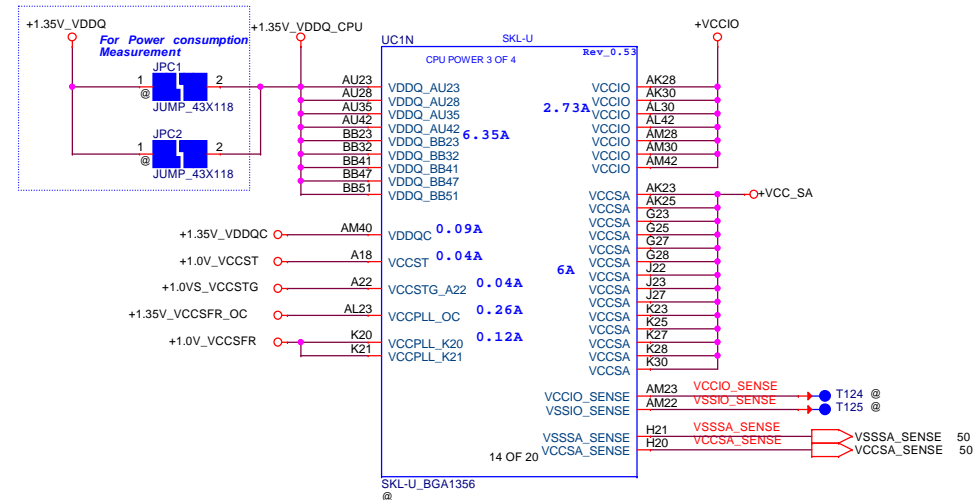 +1.35V_VDDQ
For Power consumption
Measurement
JPC1
1 2
@
JUMP_43X118
JPC2
1 2
@
JUMP_43X118
+1.35V_VDDQ_CPU
UC1N
SKL-U
Rev_0.53
CPU POWER 3 OF 4
AU23 VDDQ_AU23
AU28 VDDQ_AU28
AU35 VDDQ_AU35
AU42 VDDQ_AU42
BB23 VDDQ_BB23
BB32 VDDQ_BB32
BB41 VDDQ_BB41
BB47 VDDQ_BB47
BB51 VDDQ_BB51
6.35A
+1.35V_VDDQC AM40 VDDQC 0.09A
+1.0V_VCCST A18 VCCST 0.04A
+1.0VS_VCCSTG A22 VCCSTG_A22 0.04A
+1.35V_VCCSFR_OC AL23 VCCPLL_OC 0.26A
+1.0V_VCCSFR K20 VCCPLL_K20 0.12A
K21 VCCPLL_K21
+VCCIO
2.73A
VCCIO AK28
VCCIO AK30
VCCIO AL30
VCCIO AL42
VCCIO AM28
VCCIO AM30
VCCIO AM42
+VCC_SA
6A
VCCSA AK23
VCCSA AK25
VCCSA G23
VCCSA G25
VCCSA G27
VCCSA G28
VCCSA J22
VCCSA J23
VCCSA J27
VCCSA K23
VCCSA K25
VCCSA K27
VCCSA K28
VCCSA K30
VCCIO_SENSE AM23 VCCIO_SENSE T124 @
VSSIO_SENSE AM22 VSSIO_SENSE T125 @
VSSSA_SENSE H21 VSSSA_SENSE VSSSA_SENSE 50
VCCSA_SENSE H20 VCCSA_SENSE VCCSA_SENSE 50
14 OF 20
SKL-U_BGA1356
@